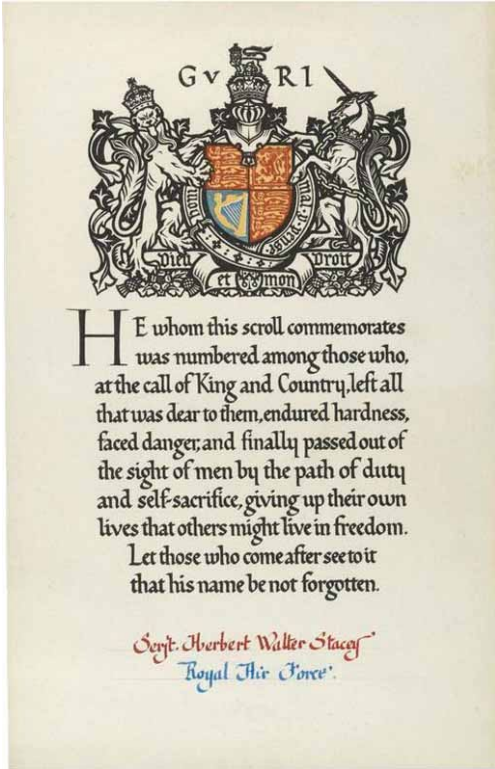 G v R I
Honi mal.y.pense
Dieu et mon Droit
HE whom this scroll commemorates
was numbered among those who,
at the call of King and Country, left all
that was dear to them, endured hardness,
faced danger, and finally passed out of
the sight of men by the path of duty
and self-sacrifice, giving up their own
lives that others might live in freedom.
Let those who come after see to it
that his name be not forgotten.
Serjt. Herbert Walter Stacey
Royal Air Force.